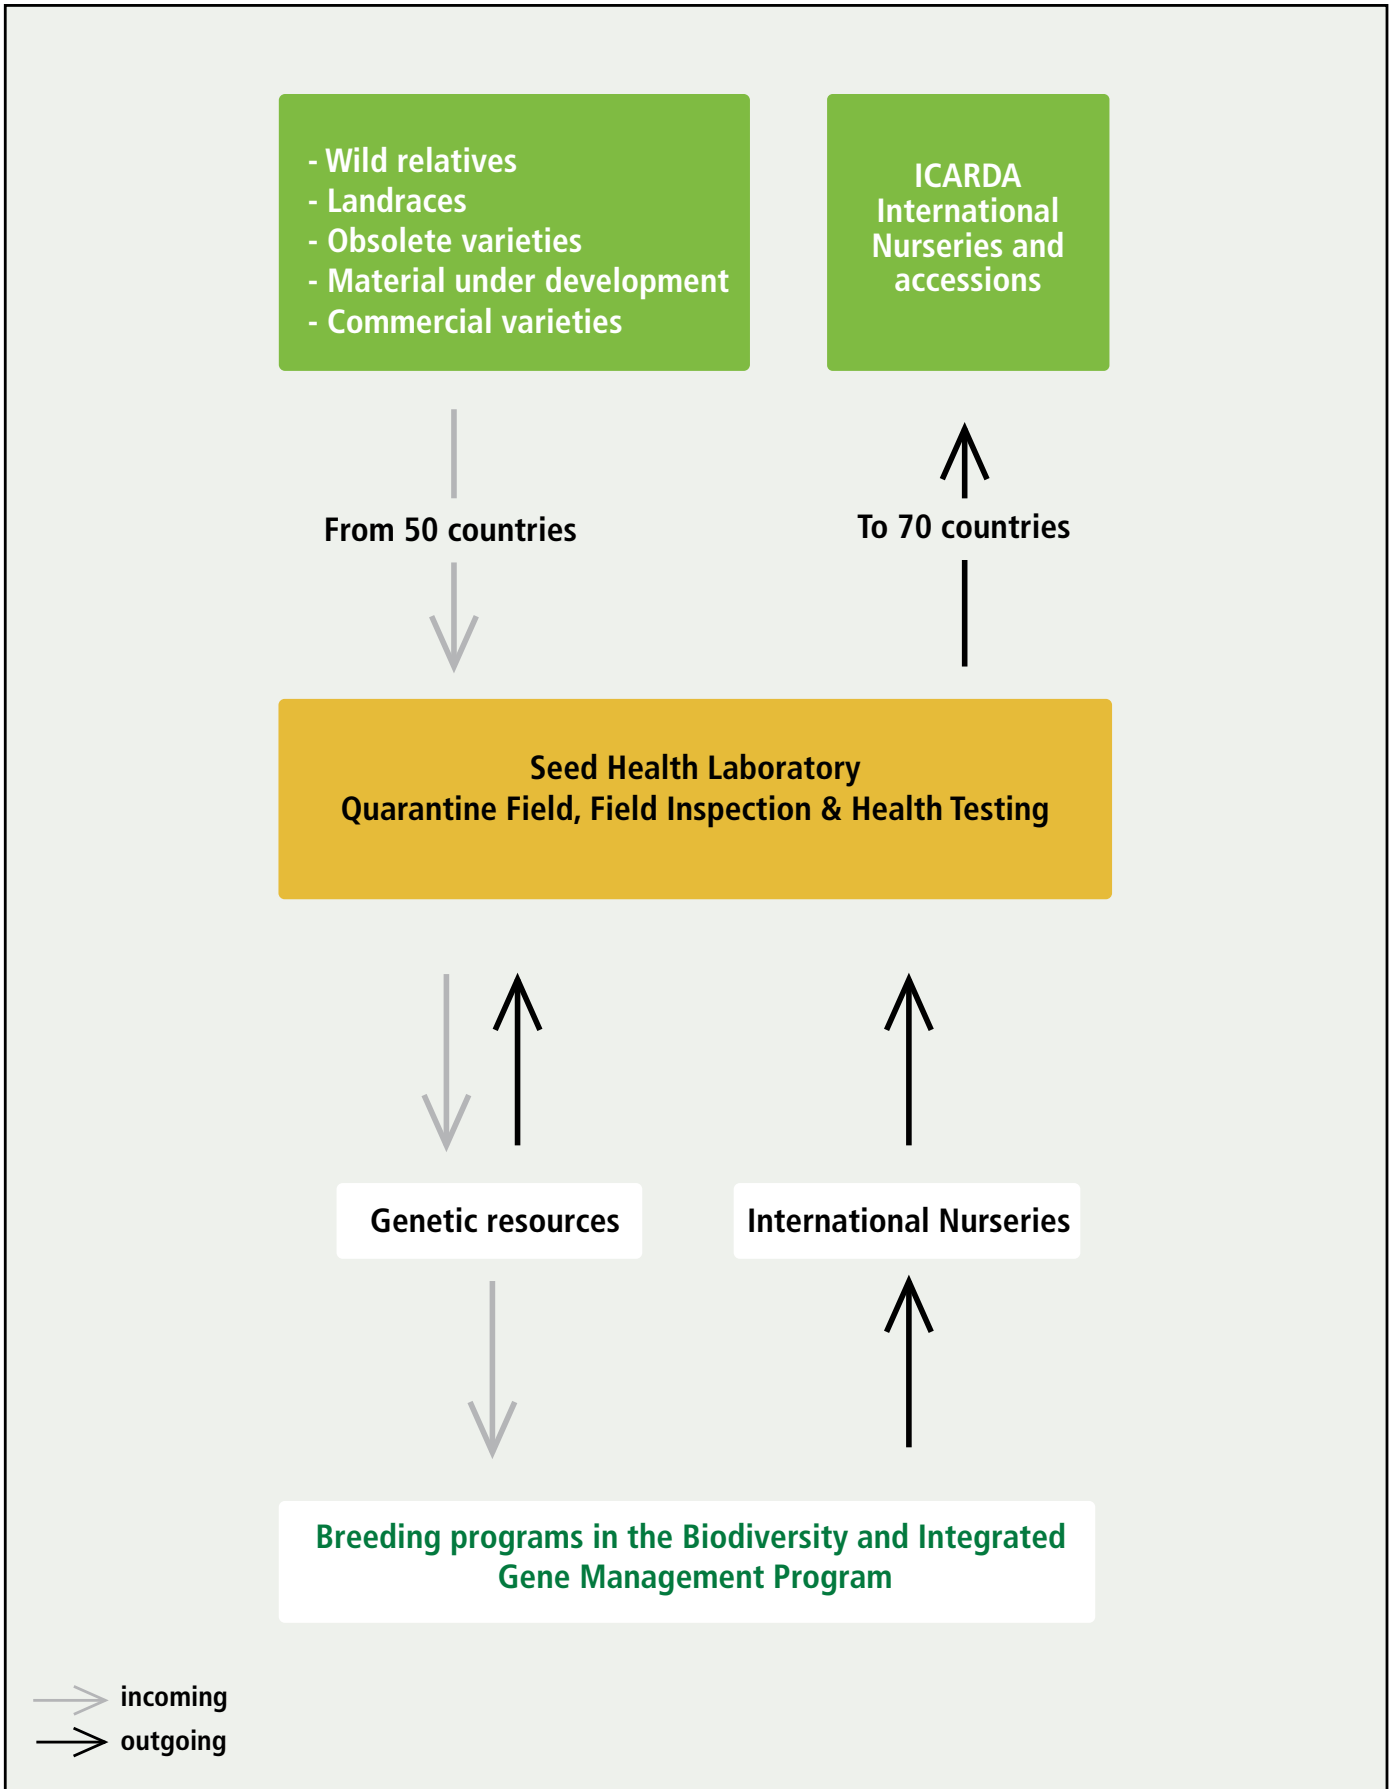 - Wild relatives
- Landraces
- Obsolete varieties
- Material under development
- Commercial varieties
ICARDA
International
Nurseries and
accessions
From 50 countries
To 70 countries
Seed Health Laboratory
Quarantine Field, Field Inspection & Health Testing
Genetic resources
International Nurseries
Breeding programs in the Biodiversity and Integrated
Gene Management Program
incoming
outgoing